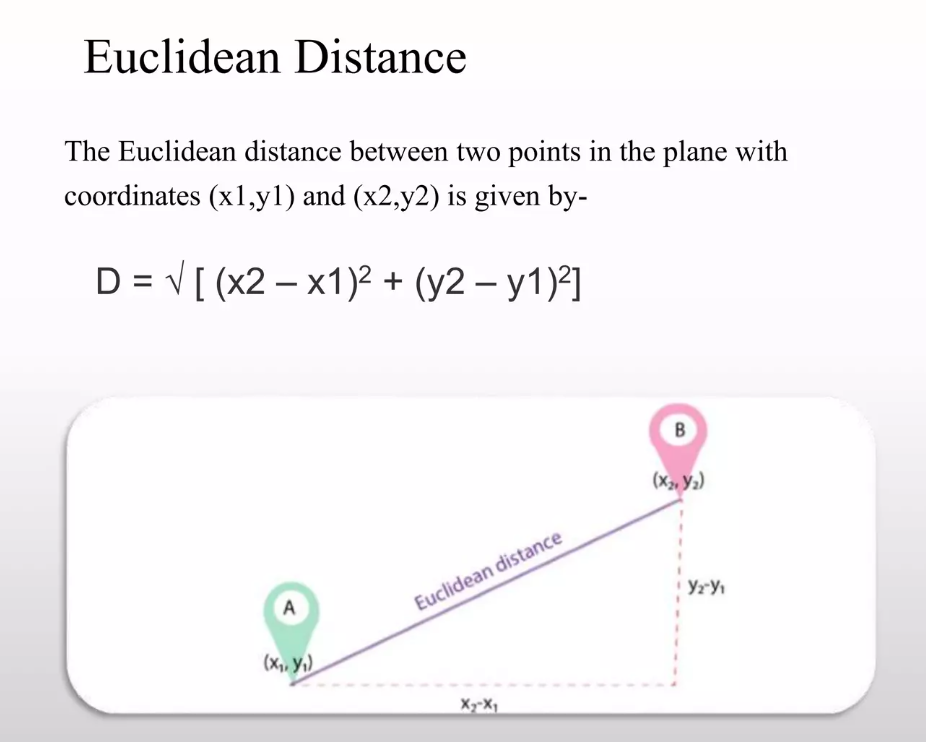 Euclidean Distance
The Euclidean distance between two points in the plane with
coordinates (x1,y1) and (x2,y2) is given by-
D = √ [ (x2 – x1)² + (y2 – y1)²]
B
(x₂, y₂)
Euclidean distance
y₂-y₁
A
(x₁, y₁)
x₂-x₁